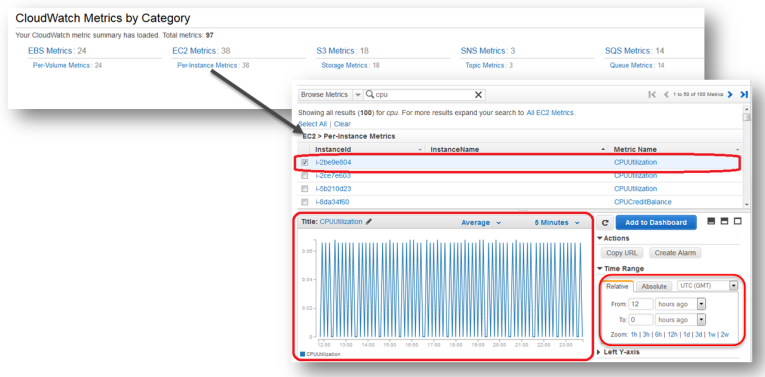 CloudWatch Metrics by Category
Your CloudWatch metric summary has loaded. Total metrics: 97
EBS Metrics: 24 EC2 Metrics: 38 S3 Metrics: 18 SNS Metrics: 3 SQS Metrics: 14
Per-Volume Metrics: 24 Per-Instance Metrics: 38 Storage Metrics: 18 Topic Metrics: 3 Queue Metrics: 14
Browse Metrics cpu X 1 to 50 of 100 Metrics
Showing all results (100) for cpu. For more results expand your search to All EC2 Metrics.
Select All | Clear
EC2 > Per-Instance Metrics
InstanceId InstanceName Metric Name
i-2be9e804 CPUUtilization
i-2ce7e603 CPUUtilization
i-5b210d23 CPUUtilization
i-8da34f60 CPUCreditBalance
Title: CPUUtilization Average 5 Minutes
Add to Dashboard
Actions
Copy URL Create Alarm
Time Range
Relative Absolute UTC (GMT)
From: 12 hours ago
To: 0 hours ago
Zoom: 1h | 3h | 6h | 12h | 1d | 3d | 1w | 2w
Left Y-axis
0.06
0.04
0.02
0
12:00 13:00 14:00 15:00 16:00 17:00 18:00 19:00 20:00 21:00 22:00 23:00
CPUUtilization